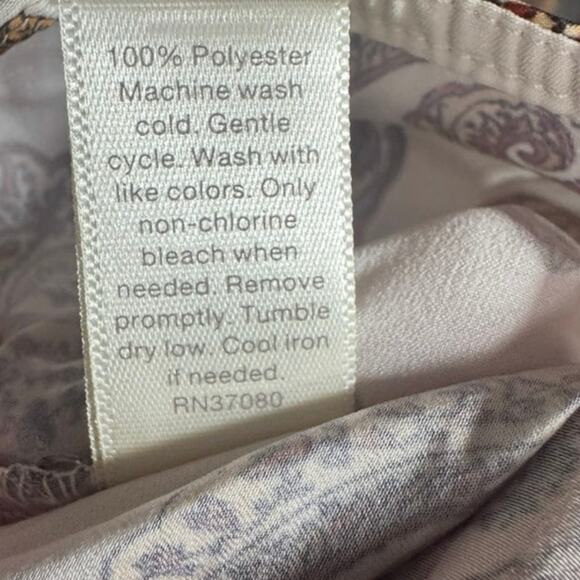 100% Polyester
Machine wash
cold. Gentle
cycle. Wash with
like colors. Only
non-chlorine
bleach when
needed. Remove
promptly. Tumble
dry low. Cool iron
if needed.
RN37080